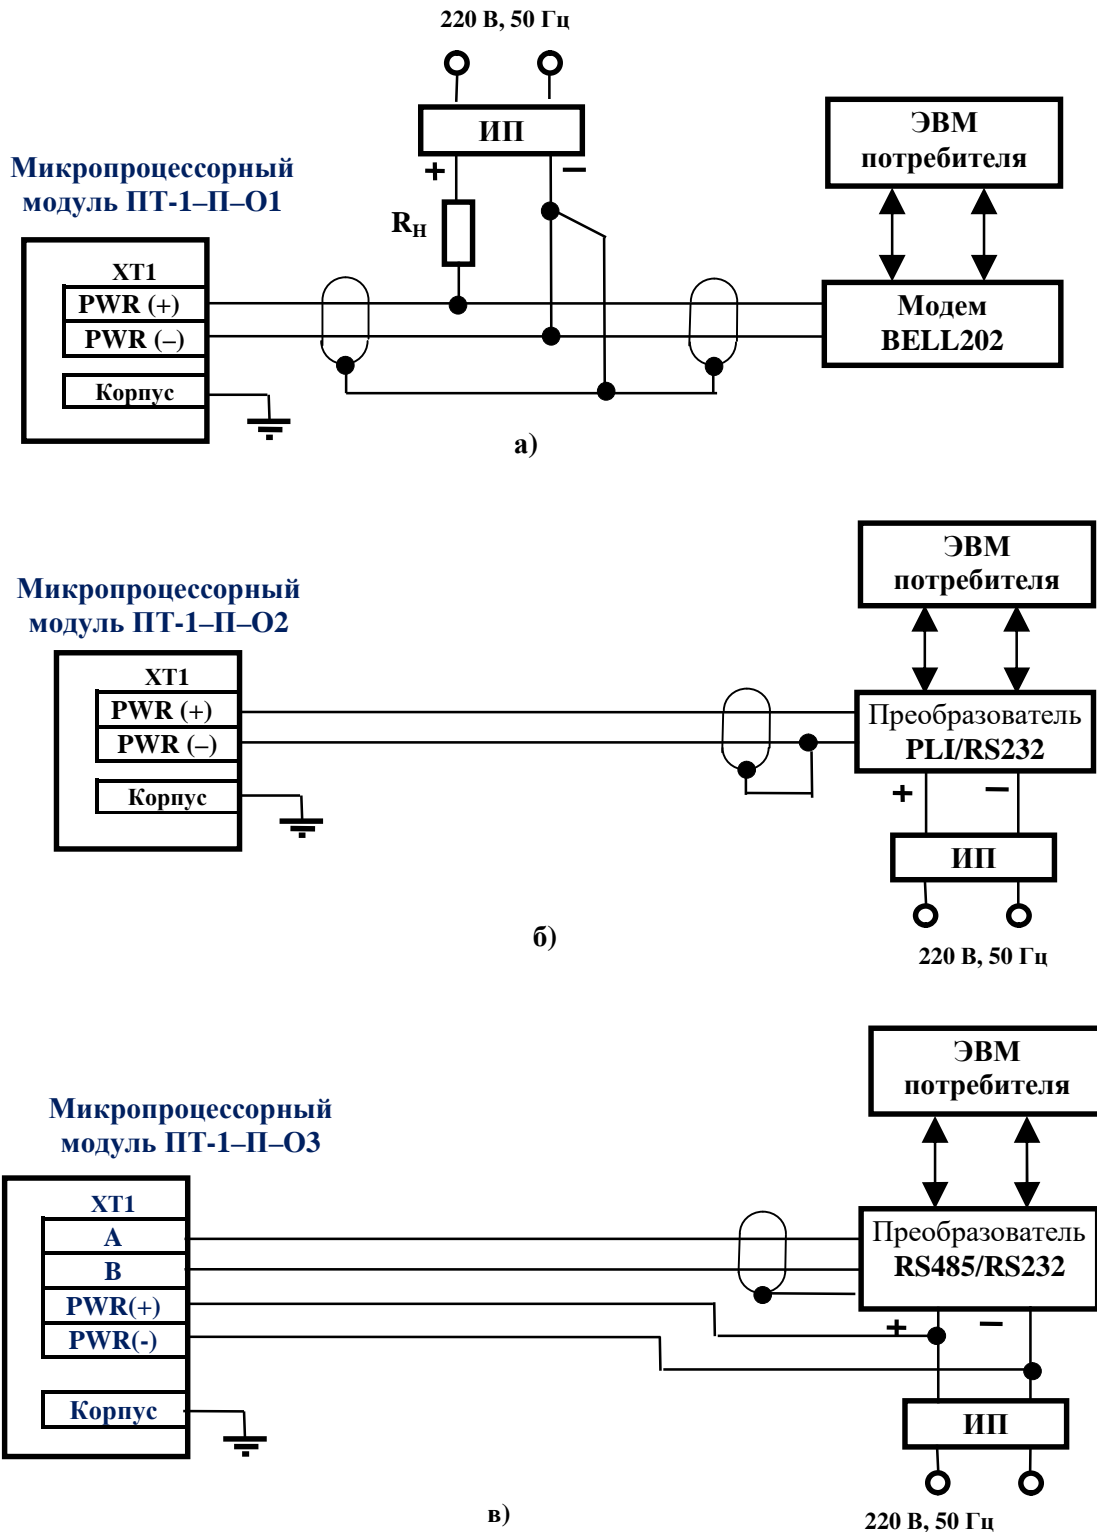 220 В, 50 Гц
ИП
+ −
ЭВМ
потребителя
Микропроцессорный
модуль ПТ-1–П–О1
RН
XT1
PWR (+)
PWR (–)
Корпус
Модем
BELL202
а)
ЭВМ
потребителя
Микропроцессорный
модуль ПТ-1–П–О2
XT1
PWR (+)
PWR (–)
Корпус
Преобразователь
PLI/RS232
+ −
ИП
220 В, 50 Гц
б)
ЭВМ
потребителя
Микропроцессорный
модуль ПТ-1–П–О3
XT1
A
B
PWR(+)
PWR(-)
Корпус
Преобразователь
RS485/RS232
+ −
ИП
220 В, 50 Гц
в)